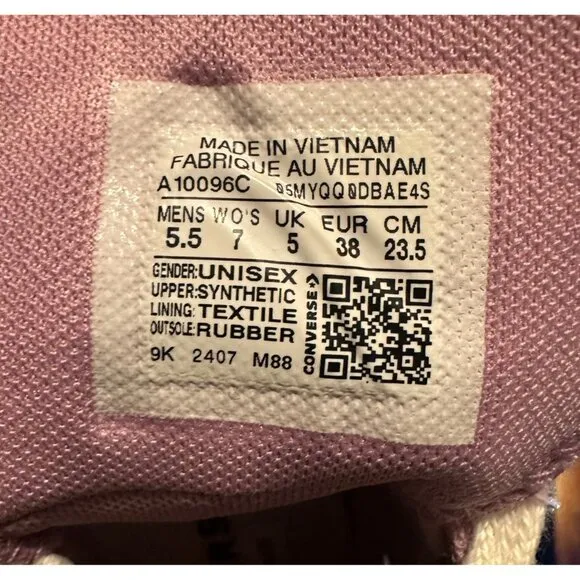 MADE IN VIETNAM
FABRIQUE AU VIETNAM
A10096C 05MYQQ0DBAE4S
MENS WO'S UK EUR CM
5.5 7 5 38 23.5
GENDER:UNISEX
UPPER:SYNTHETIC
LINING: TEXTILE
OUTSOLE:RUBBER
CONVERSE
9K 2407 M88